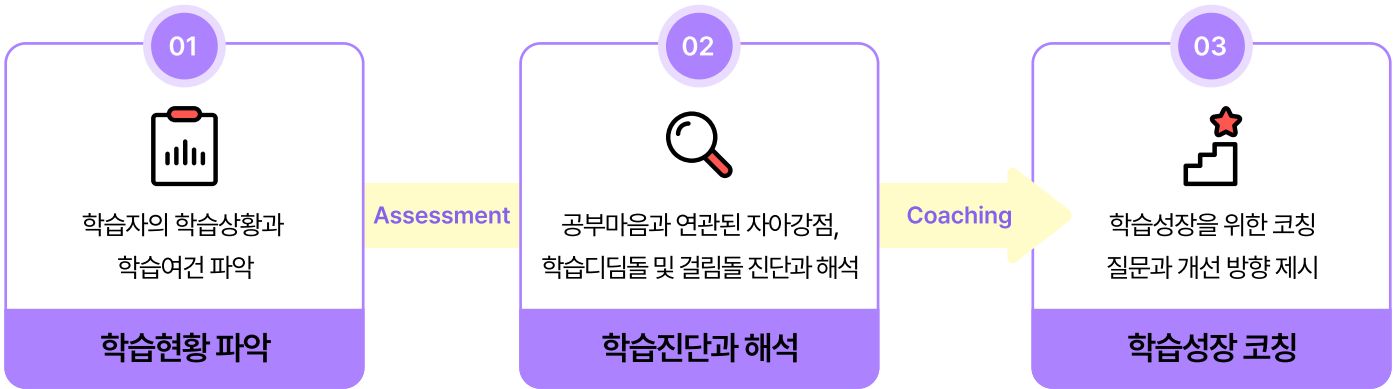 01
학습자의 학습상황과
학습여건 파악
학습현황 파악
Assessment
02
공부마음과 연관된 자아강점,
학습디딤돌 및 걸림돌 진단과 해석
학습진단과 해석
Coaching
03
학습성장을 위한 코칭
질문과 개선 방향 제시
학습성장 코칭